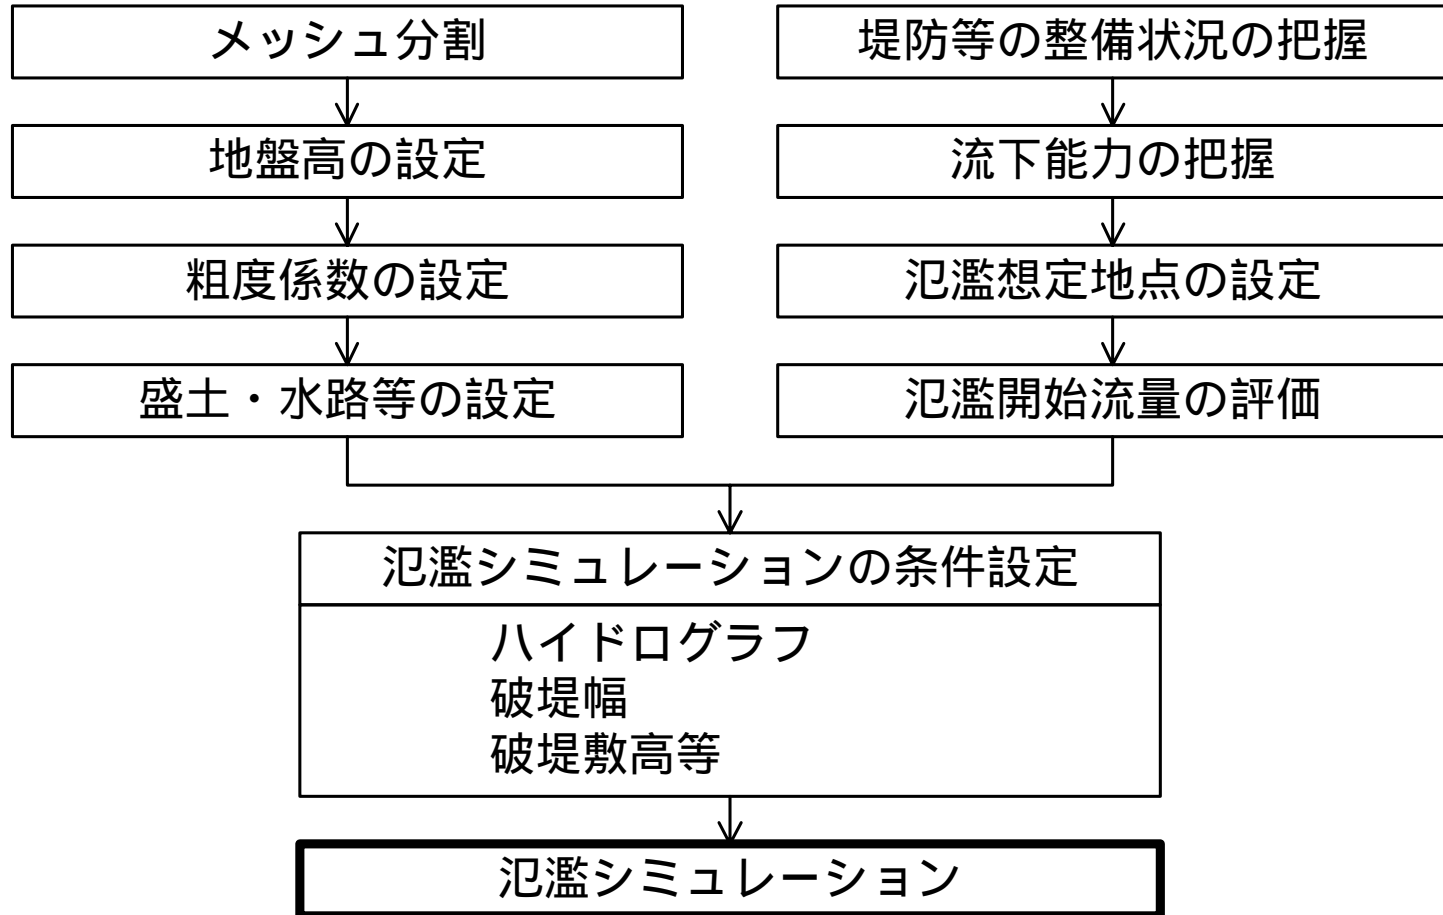 メッシュ分割
地盤高の設定
粗度係数の設定
盛土・水路等の設定
堤防等の整備状況の把握
流下能力の把握
氾濫想定地点の設定
氾濫開始流量の評価
氾濫シミュレーションの条件設定
ハイドログラフ
破堤幅
破堤敷高等
氾濫シミュレーション